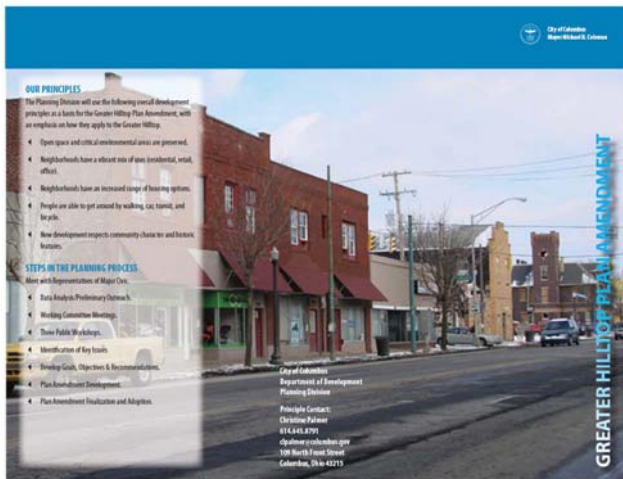 City of Columbus
Mayor Michael B. Coleman
OUR PRINCIPLES
The Planning Division will use the following overall development
principles as a basis for the Greater Hilltop Plan Amendment, with
an emphasis on how they apply to the Greater Hilltop.
Open space and critical environmental areas are preserved.
Neighborhoods have a vibrant mix of uses (residential, retail,
office).
Neighborhoods have an increased range of housing options.
People are able to get around by walking, car, transit, and
bicycle.
New development respects community character and historic
features.
STEPS IN THE PLANNING PROCESS
Meet with Representatives of Major Civic.
Data Analysis/Preliminary Outreach.
Working Committee Meetings.
Three Public Workshops.
Identification of Key Issues.
Develop Goals, Objectives & Recommendations.
Plan Amendment Development.
Plan Amendment Finalization and Adoption.
City of Columbus
Department of Development
Planning Division
Principle Contact:
Christine Palmer
614.645.8791
clpalmer@columbus.gov
109 North Front Street
Columbus, Ohio 43215
GREATER HILLTOP PLAN AMENDMENT